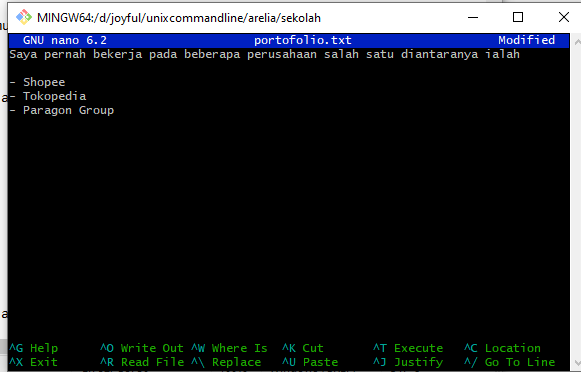 MINGW64:/d/joyful/unixcommandline/arelia/sekolah
GNU nano 6.2 portofolio.txt Modified
Saya pernah bekerja pada beberapa perusahaan salah satu diantaranya ialah
- Shopee
- Tokopedia
- Paragon Group
^G Help ^O Write Out ^W Where Is ^K Cut ^T Execute ^C Location
^X Exit ^R Read File ^\ Replace ^U Paste ^J Justify ^/ Go To Line